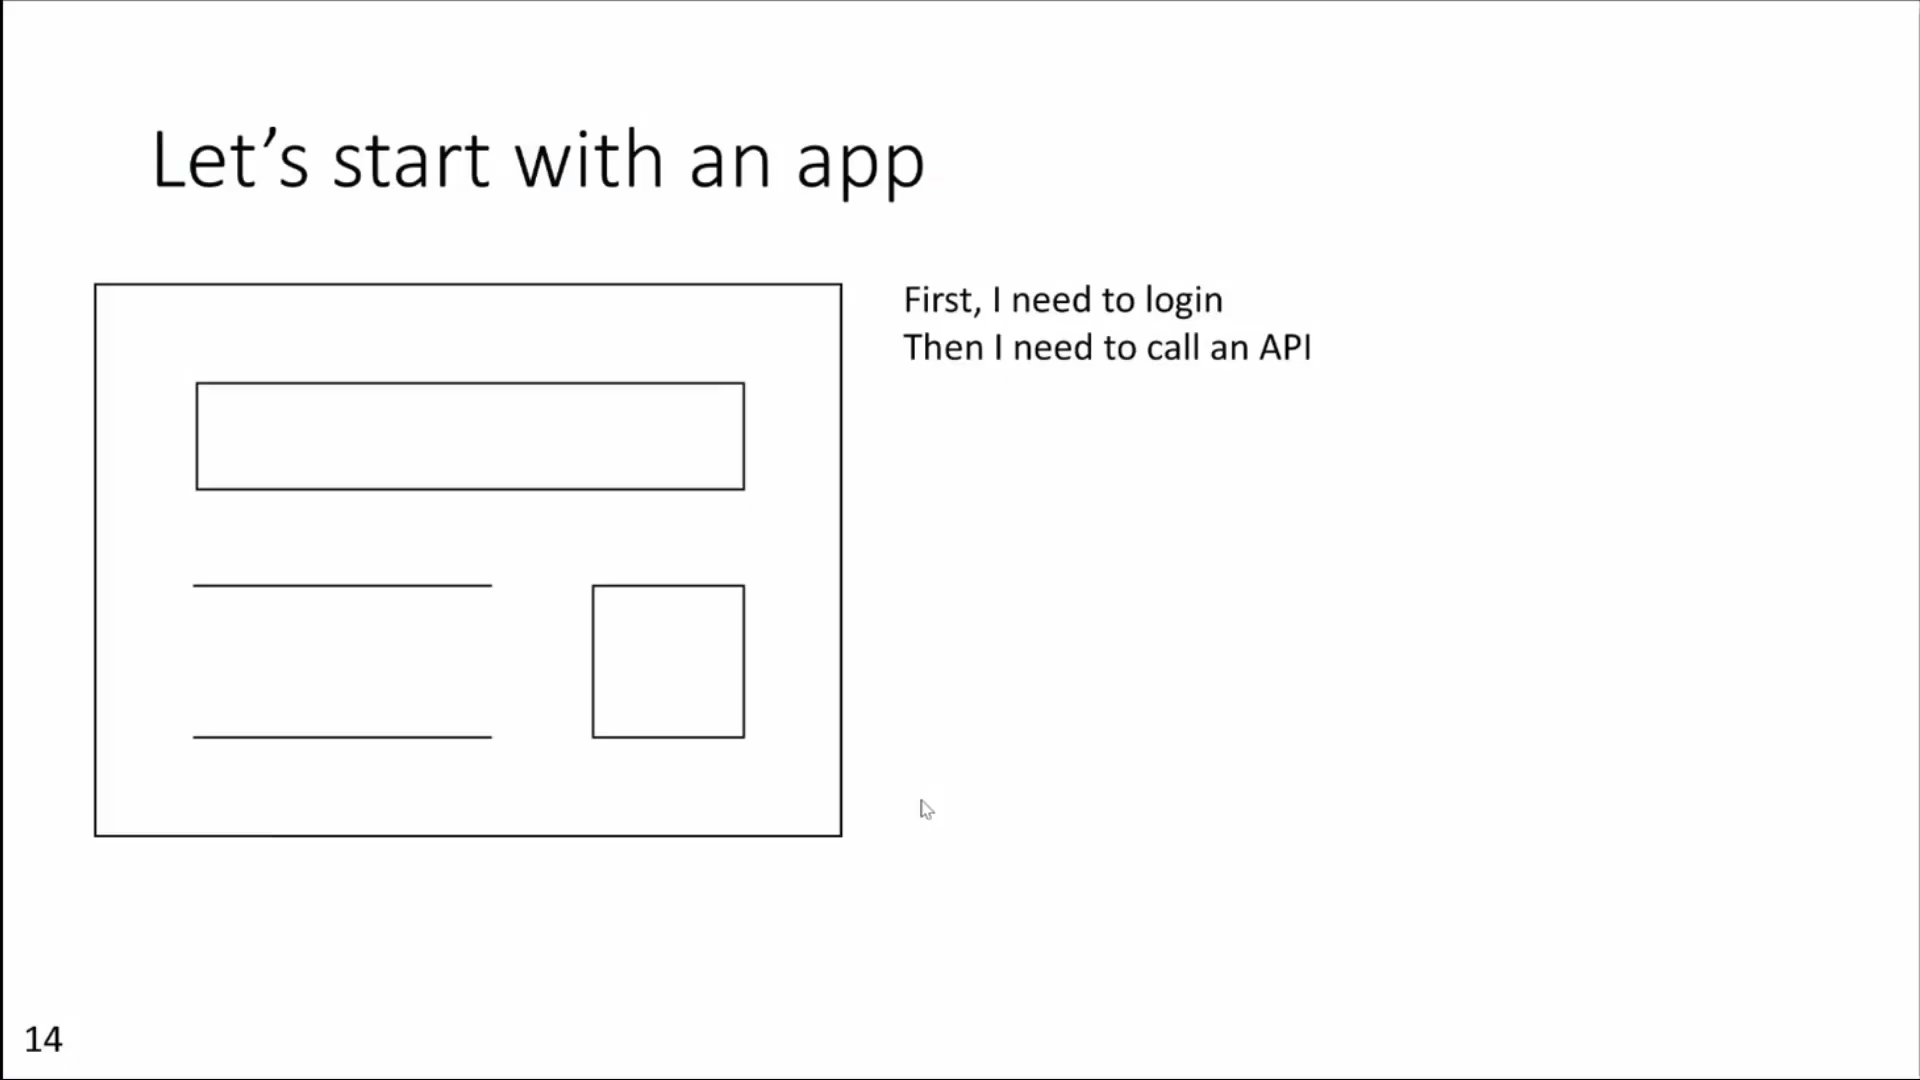 Let’s start with an app
First, I need to login
Then I need to call an API
14